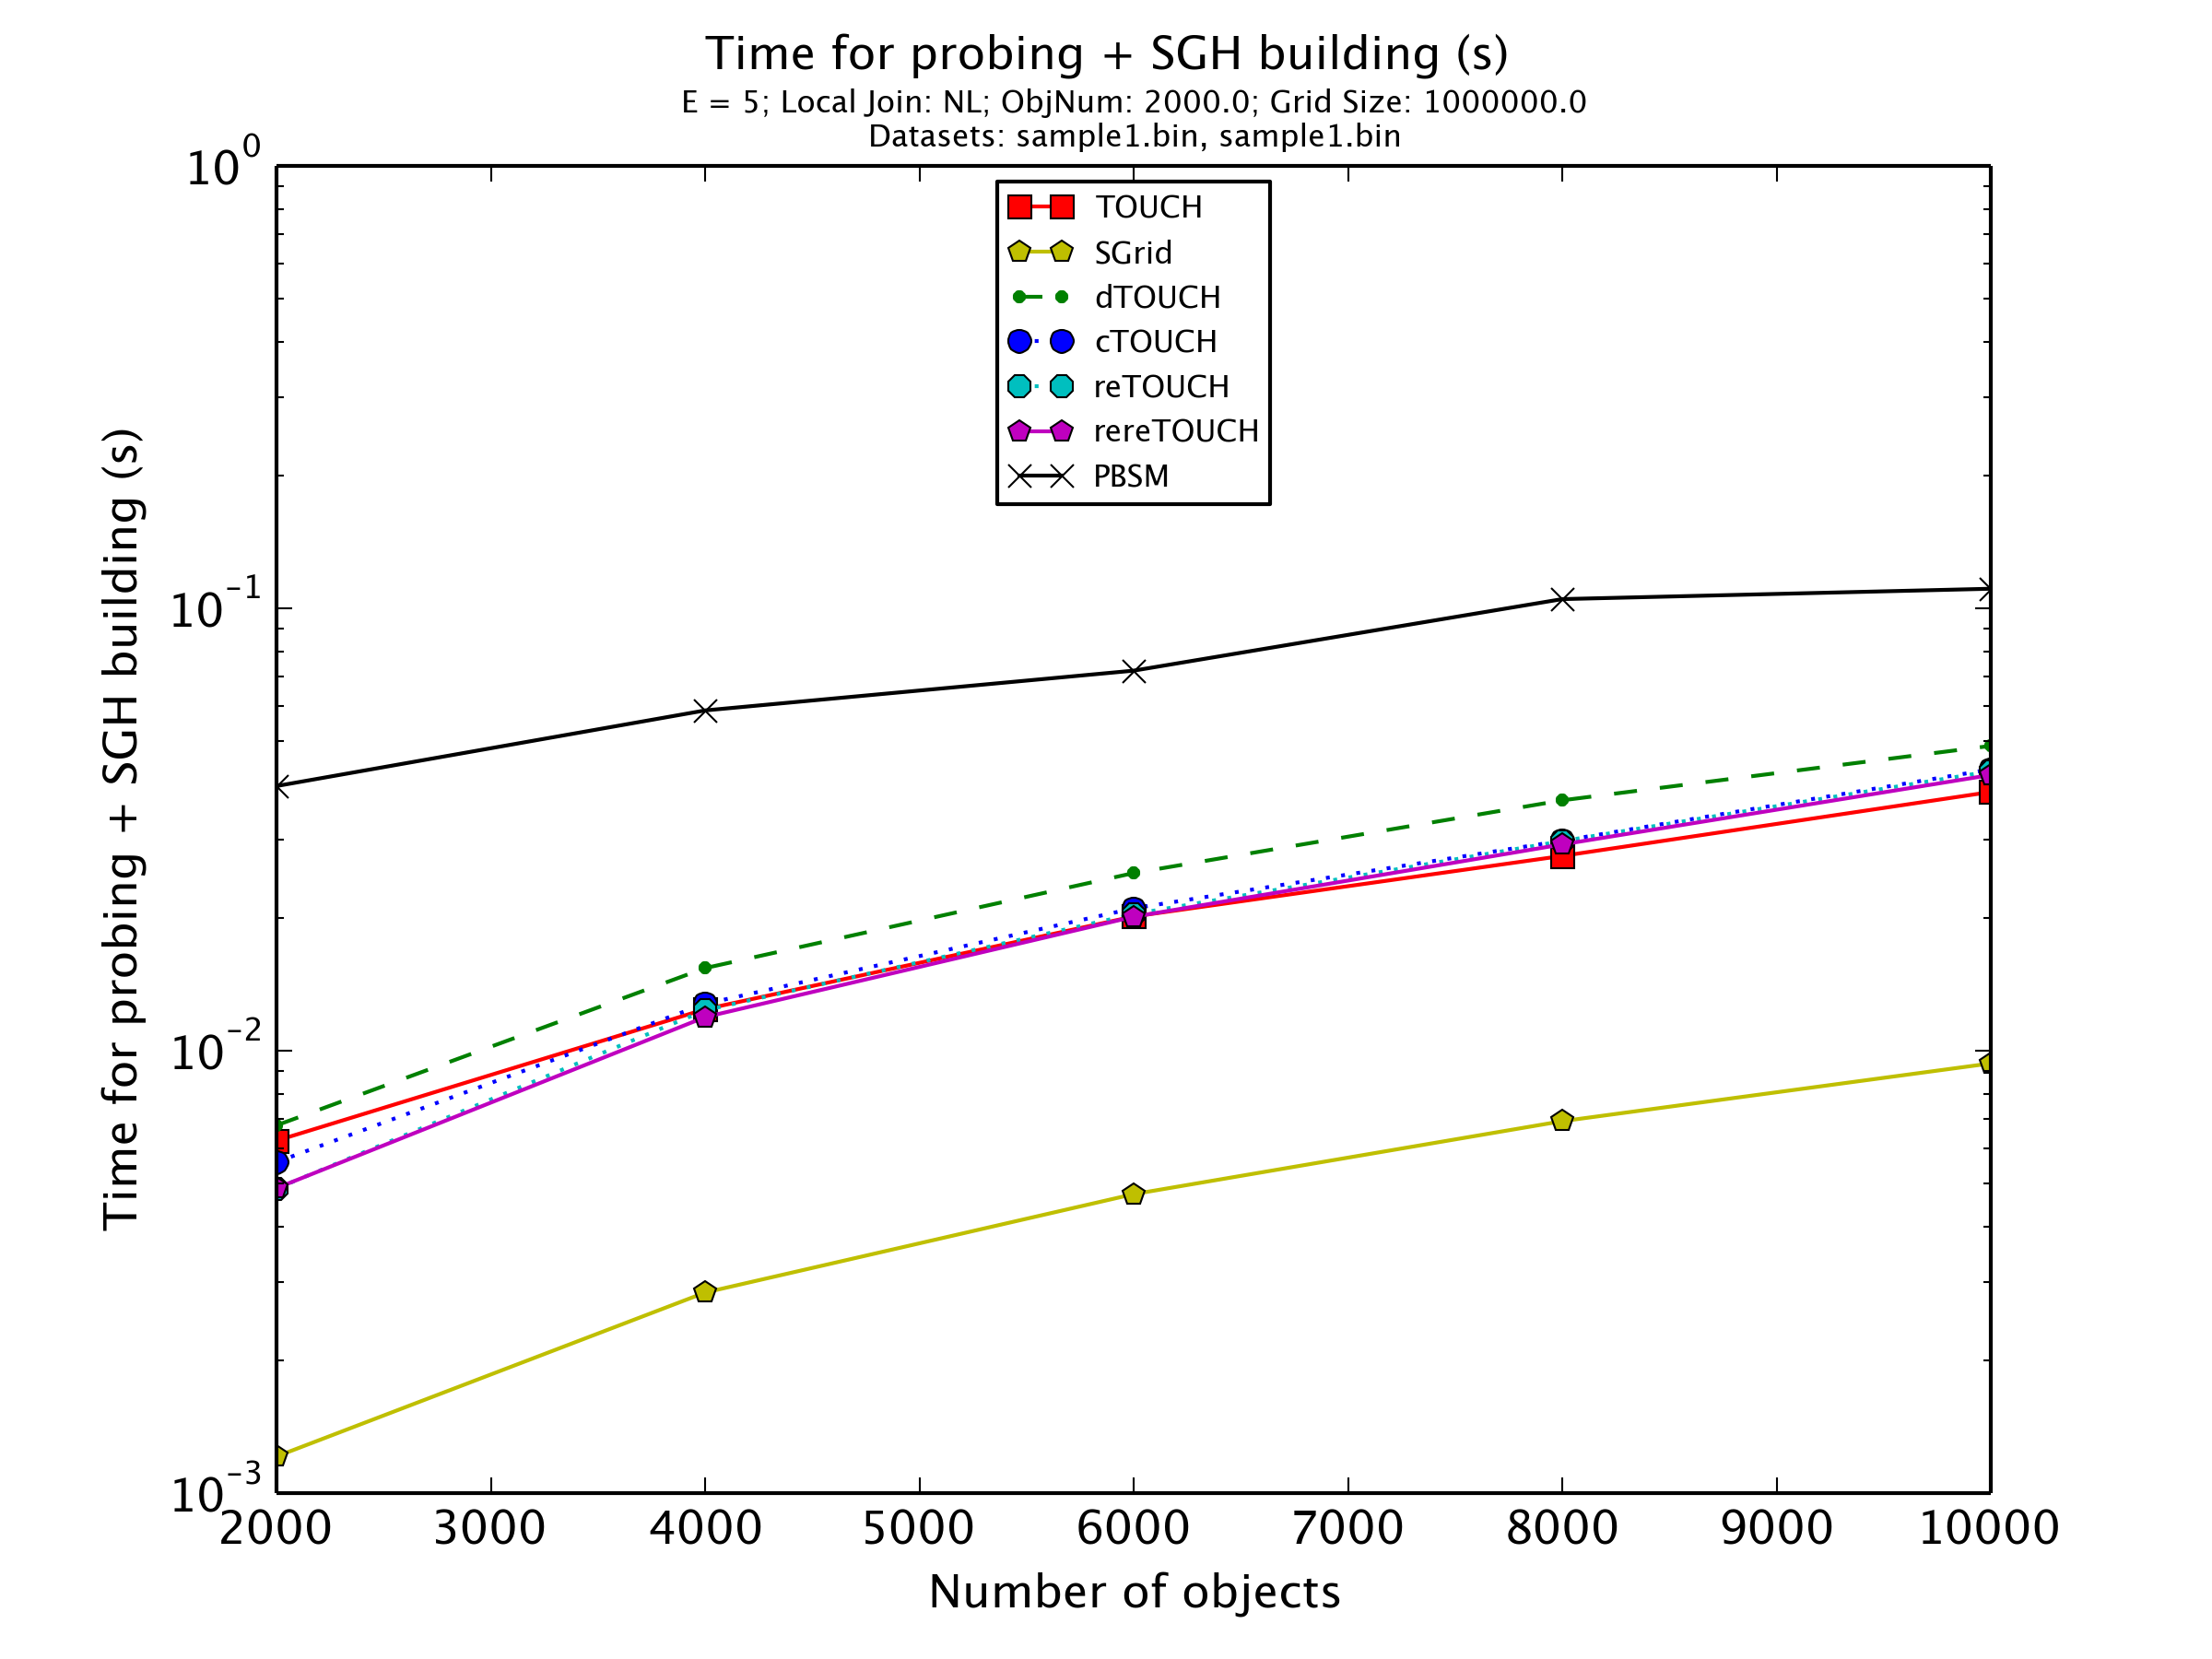 Time for probing + SGH building (s)
E = 5; Local Join: NL; ObjNum: 2000.0; Grid Size: 1000000.0
Datasets: sample1.bin, sample1.bin
TOUCH
SGrid
dTOUCH
cTOUCH
reTOUCH
rereTOUCH
PBSM
Time for probing + SGH building (s)
10^0
10^-1
10^-2
10^-3
2000 3000 4000 5000 6000 7000 8000 9000 10000
Number of objects